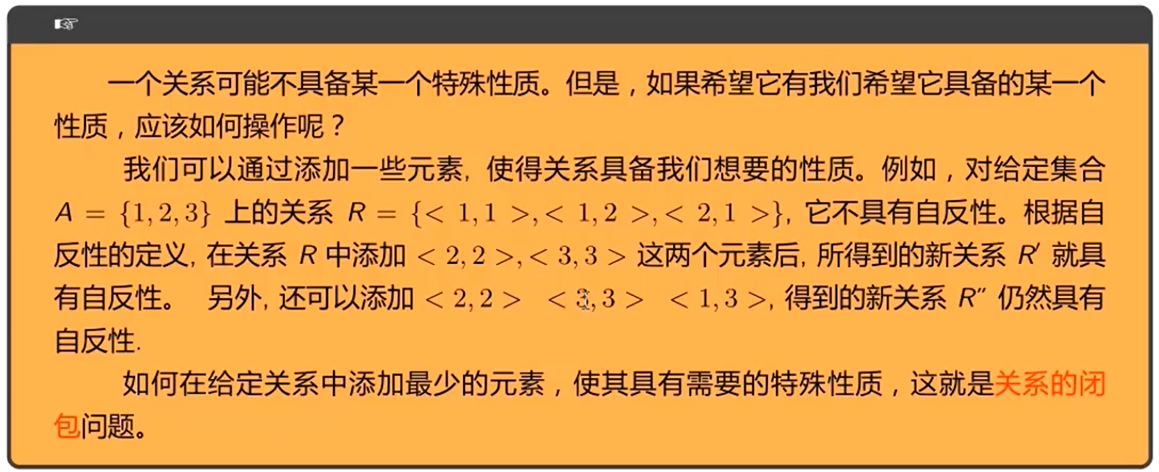 一个关系可能不具备某一个特殊性质。但是，如果希望它有我们希望它具备的某一个
性质，应该如何操作呢？
我们可以通过添加一些元素, 使得关系具备我们想要的性质。例如，对给定集合
A = {1, 2, 3} 上的关系 R = {< 1, 1 >, < 1, 2 >, < 2, 1 >}, 它不具有自反性。根据自
反性的定义, 在关系 R 中添加 < 2, 2 >, < 3, 3 > 这两个元素后, 所得到的新关系 R′ 就具
有自反性。 另外, 还可以添加 < 2, 2 > < 3, 3 > < 1, 3 >, 得到的新关系 R″ 仍然具有
自反性.
如何在给定关系中添加最少的元素，使其具有需要的特殊性质，这就是关系的闭
包问题。